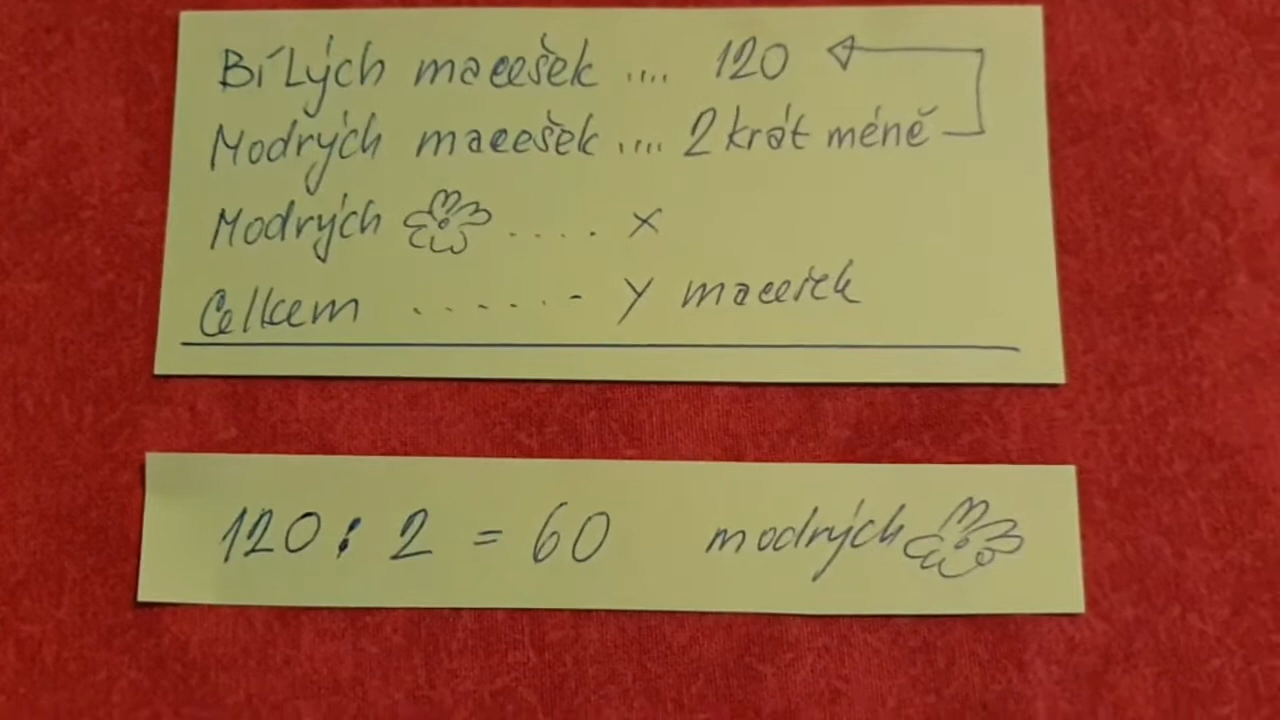 Bílých macešek .... 120
Modrých macešek .... 2 krát méně
Modrých .... x
Celkem ...... y macešek
120 : 2 = 60 modrých